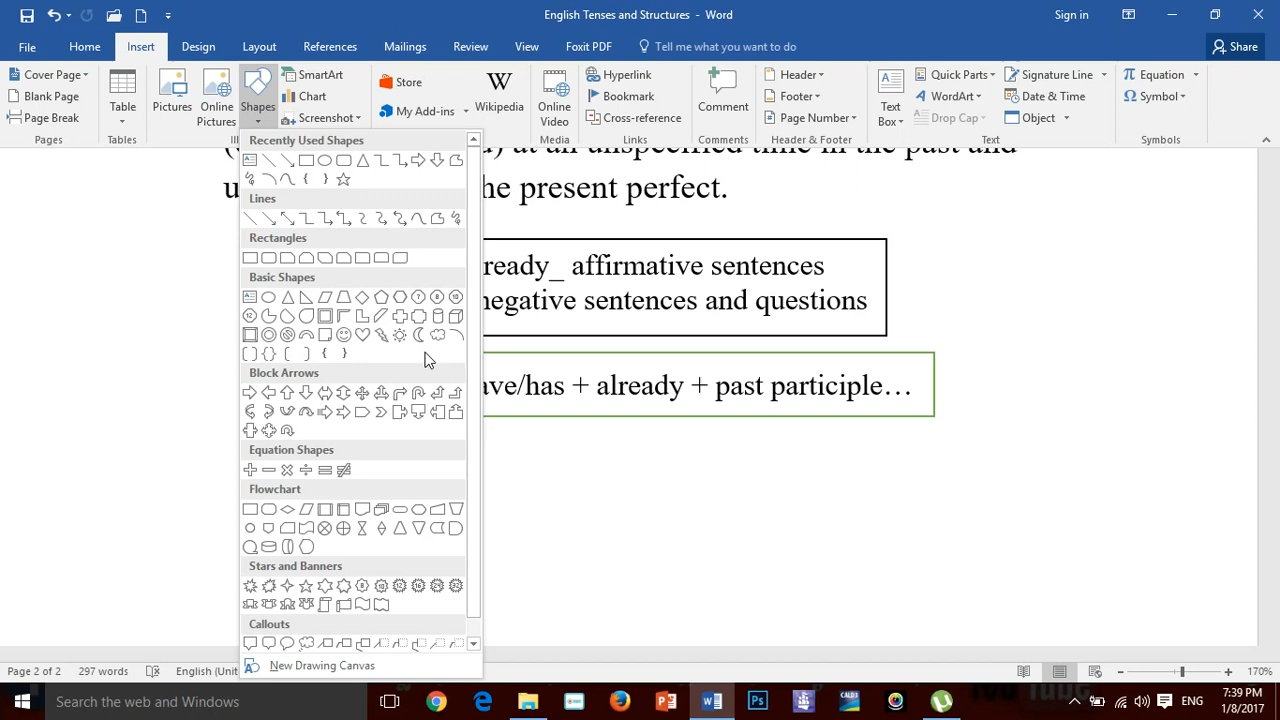 English Tenses and Structures - Word
Sign in
File
Home
Insert
Design
Layout
References
Mailings
Review
View
Foxit PDF
Tell me what you want to do
Share
Cover Page
Blank Page
Page Break
Pages
Table
Tables
Pictures
Online Pictures
Shapes
SmartArt
Chart
Screenshot
Store
My Add-ins
Wikipedia
Online Video
Media
Hyperlink
Bookmark
Cross-reference
Links
Comment
Comments
Header
Footer
Page Number
Header & Footer
Text Box
Quick Parts
WordArt
Drop Cap
Signature Line
Date & Time
Object
Text
Equation
Symbol
Symbols
Recently Used Shapes
Lines
Rectangles
Basic Shapes
Block Arrows
Equation Shapes
Flowchart
Stars and Banners
Callouts
New Drawing Canvas
) at an unspecified time in the past and
he present perfect.
ready_ affirmative sentences
negative sentences and questions
ave/has + already + past participle…
Page 2 of 2
297 words
English (Unit
170%
Search the web and Windows
ENG
7:39 PM
1/8/2017